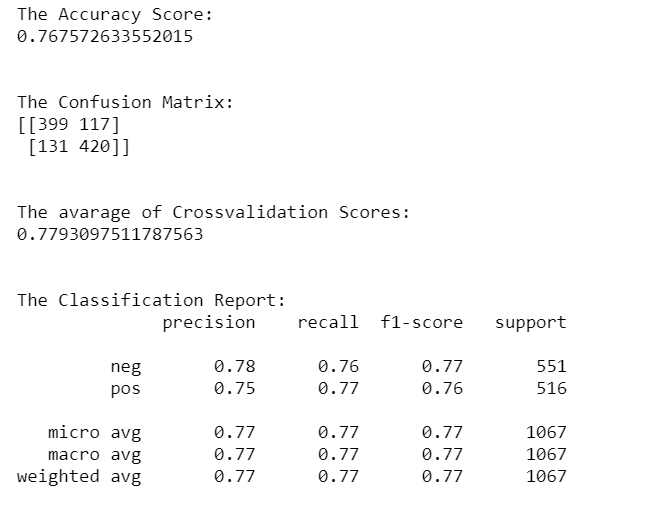 The Accuracy Score:
0.767572633552015
The Confusion Matrix:
[[399 117]
[131 420]]
The avarage of Crossvalidation Scores:
0.7793097511787563
The Classification Report:
precision recall f1-score support
neg 0.78 0.76 0.77 551
pos 0.75 0.77 0.76 516
micro avg 0.77 0.77 0.77 1067
macro avg 0.77 0.77 0.77 1067
weighted avg 0.77 0.77 0.77 1067